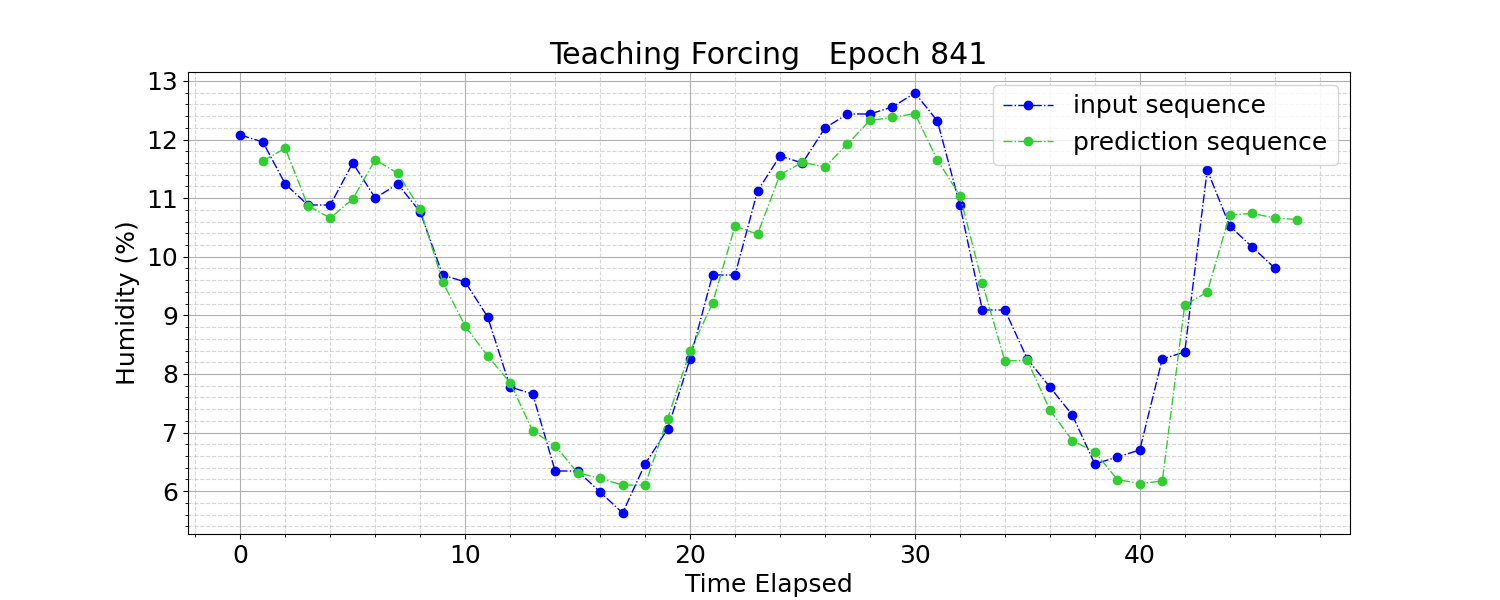 Teaching Forcing   Epoch 841
13
12
11
10
9
8
7
6
Humidity (%)
input sequence
prediction sequence
0 10 20 30 40
Time Elapsed